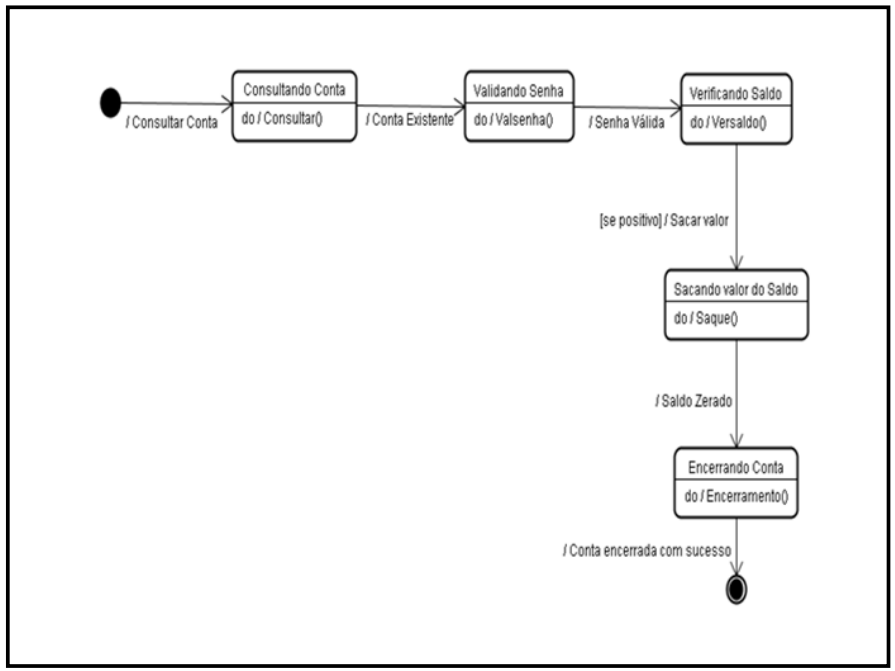 Consultando Conta
do / Consultar()
Validando Senha
do / Valsenha()
Verificando Saldo
do / Versaldo()
/ Consultar Conta
/ Conta Existente
/ Senha Válida
[se positivo] / Sacar valor
Sacando valor do Saldo
do / Saque()
/ Saldo Zerado
Encerrando Conta
do / Encerramento()
/ Conta encerrada com sucesso